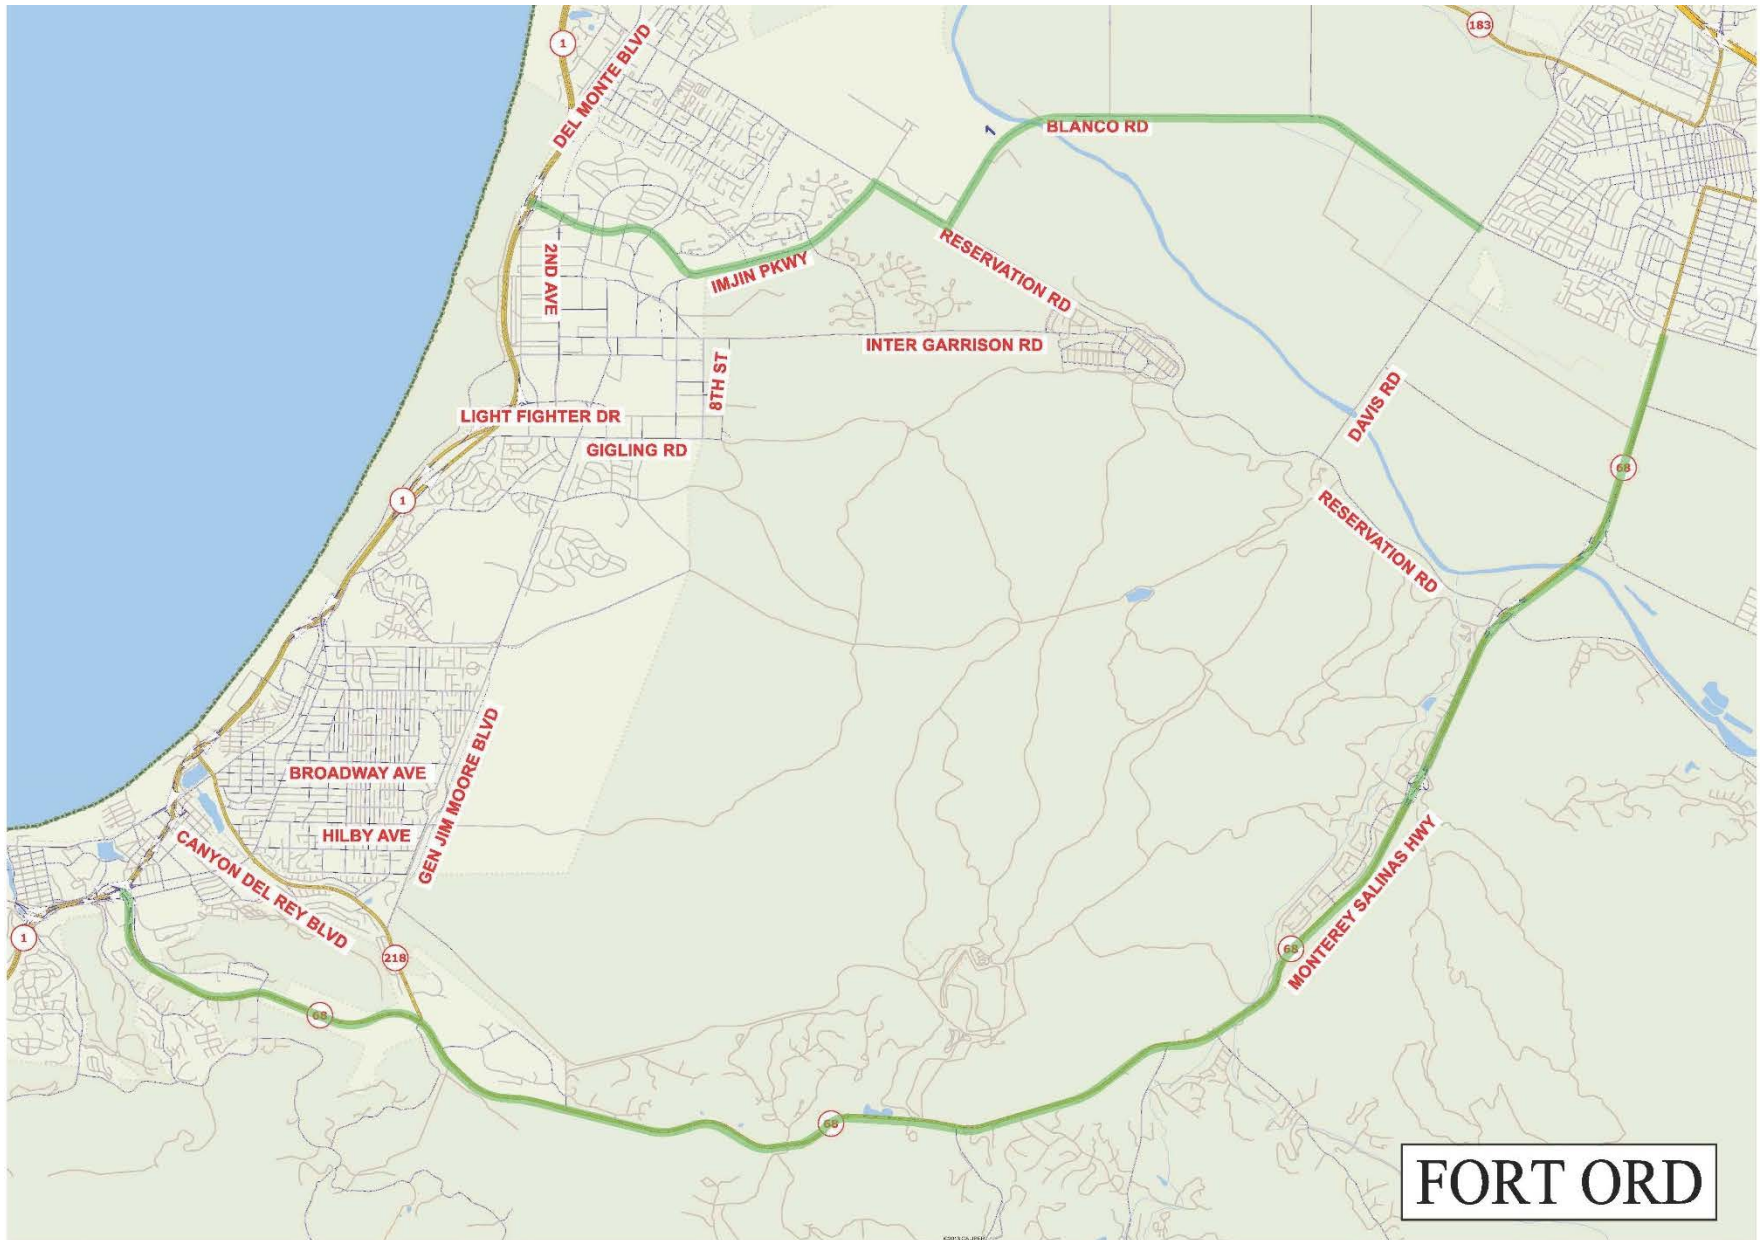 183
1
DEL MONTE BLVD
BLANCO RD
2ND AVE
IMJIN PKWY
RESERVATION RD
INTER GARRISON RD
8TH ST
LIGHT FIGHTER DR
GIGLING RD
DAVIS RD
68
1
RESERVATION RD
GEN JIM MOORE BLVD
BROADWAY AVE
HILBY AVE
CANYON DEL REY BLVD
MONTEREY SALINAS HWY
1
218
68
68
68
FORT ORD